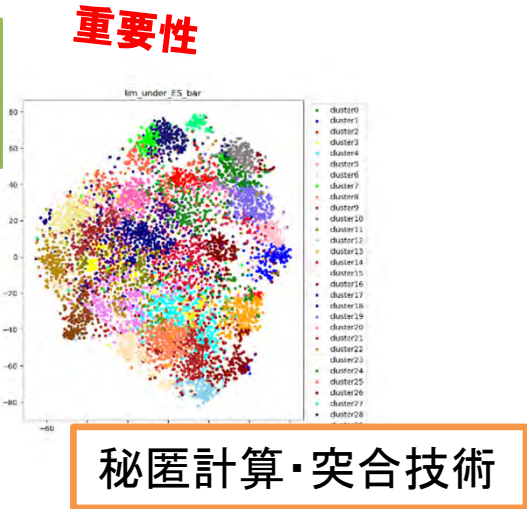 重要性
lim_under_ES_bar
80
60
40
20
0
−20
−40
−60
−80
−60
cluster0
cluster1
cluster2
cluster3
cluster4
cluster5
cluster6
cluster7
cluster8
cluster9
cluster10
cluster11
cluster12
cluster13
cluster14
cluster15
cluster16
cluster17
cluster18
cluster19
cluster20
cluster21
cluster22
cluster23
cluster24
cluster25
cluster26
cluster27
cluster28
秘匿計算・突合技術